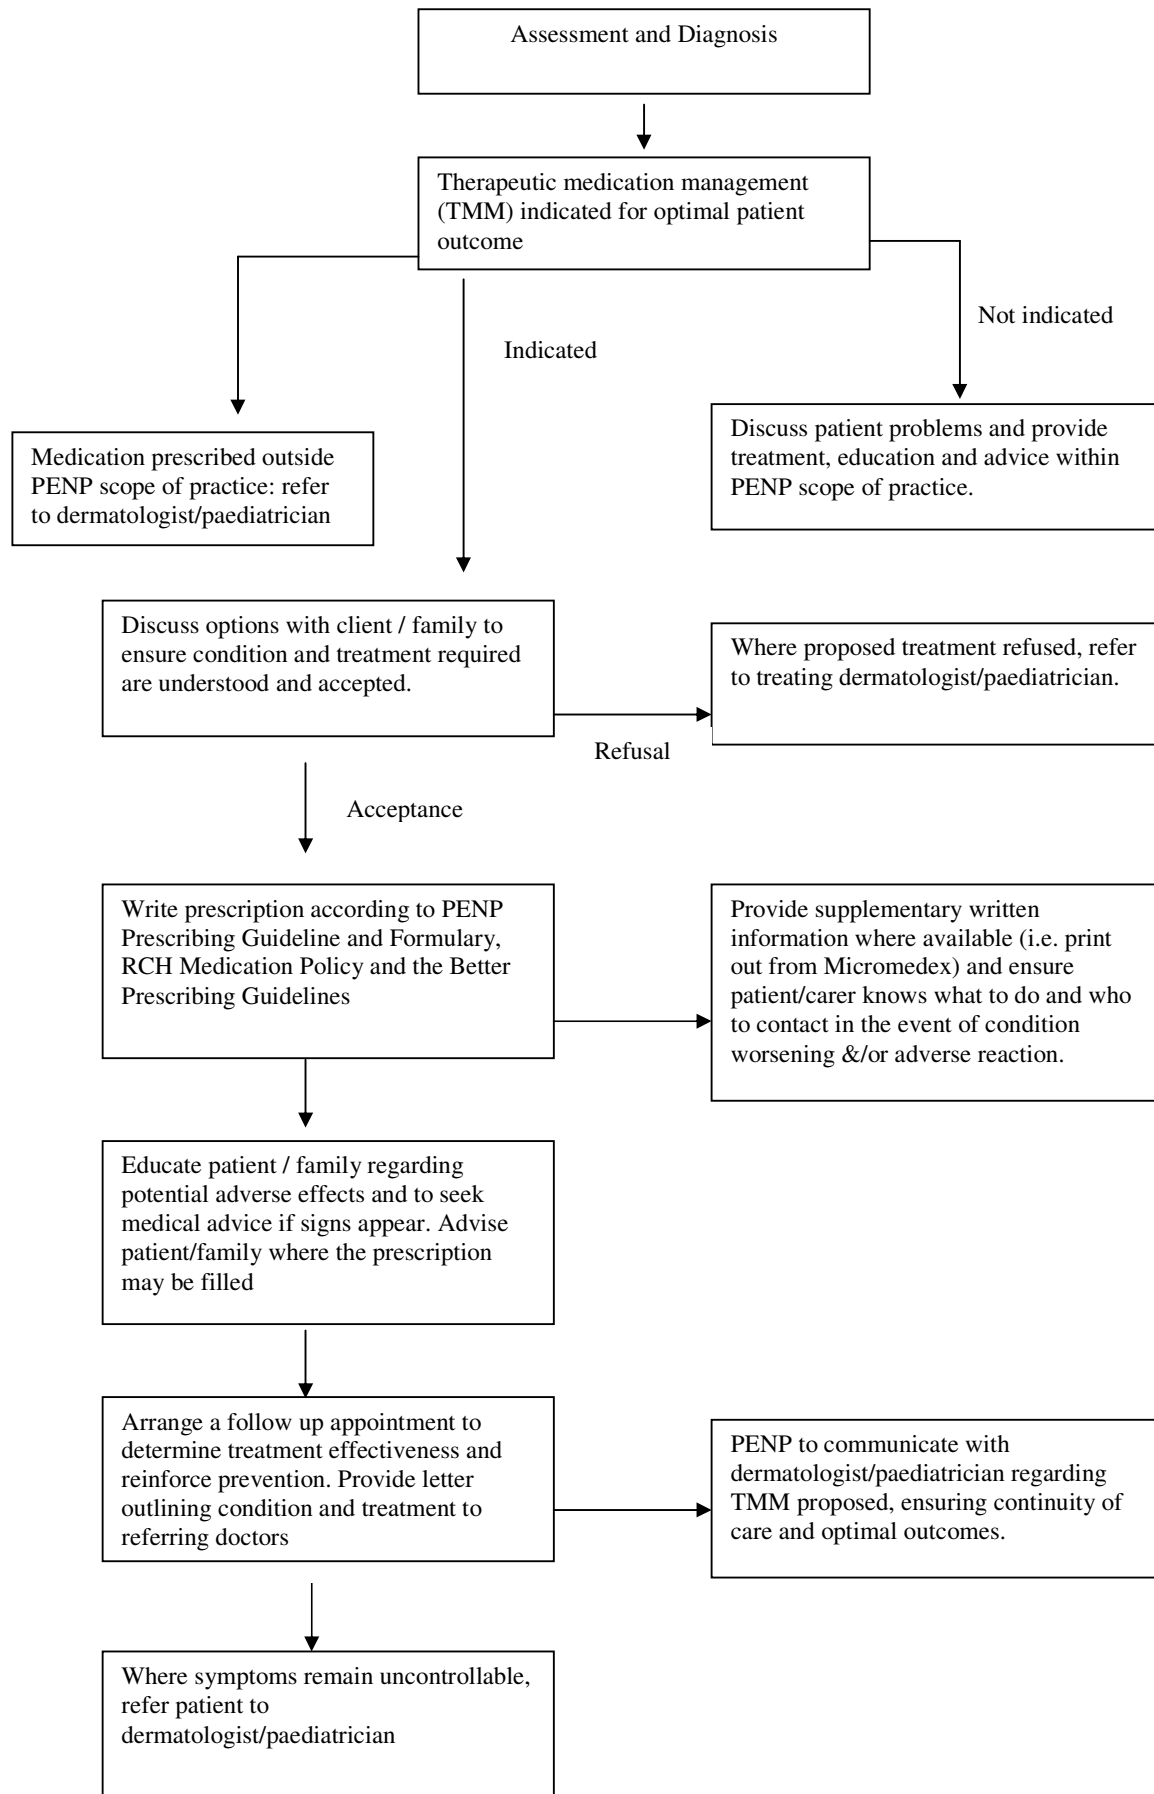 Assessment and Diagnosis
Therapeutic medication management
(TMM) indicated for optimal patient
outcome
Not indicated
Indicated
Medication prescribed outside
PENP scope of practice: refer
to dermatologist/paediatrician
Discuss patient problems and provide
treatment, education and advice within
PENP scope of practice.
Discuss options with client / family to
ensure condition and treatment required
are understood and accepted.
Where proposed treatment refused, refer
to treating dermatologist/paediatrician.
Refusal
Acceptance
Write prescription according to PENP
Prescribing Guideline and Formulary,
RCH Medication Policy and the Better
Prescribing Guidelines
Provide supplementary written
information where available (i.e. print
out from Micromedex) and ensure
patient/carer knows what to do and who
to contact in the event of condition
worsening &/or adverse reaction.
Educate patient / family regarding
potential adverse effects and to seek
medical advice if signs appear. Advise
patient/family where the prescription
may be filled
Arrange a follow up appointment to
determine treatment effectiveness and
reinforce prevention. Provide letter
outlining condition and treatment to
referring doctors
PENP to communicate with
dermatologist/paediatrician regarding
TMM proposed, ensuring continuity of
care and optimal outcomes.
Where symptoms remain uncontrollable,
refer patient to
dermatologist/paediatrician